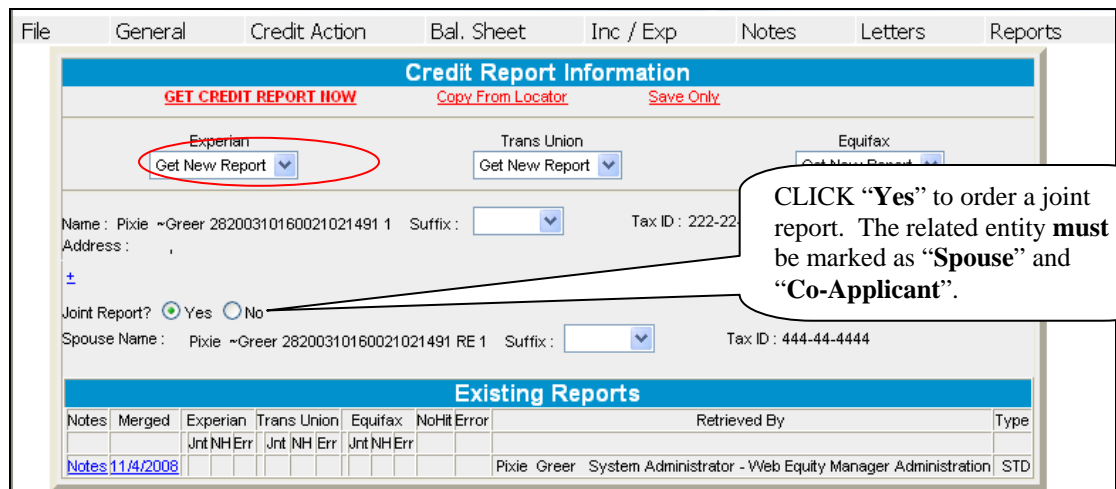 File General Credit Action Bal. Sheet Inc / Exp Notes Letters Reports
Credit Report Information
GET CREDIT REPORT NOW Copy From Locator Save Only
Experian Trans Union Equifax
Get New Report Get New Report Get New Report
CLICK “Yes” to order a joint
report. The related entity must
be marked as “Spouse” and
“Co-Applicant”.
Name : Pixie ~Greer 28200310160021021491 1 Suffix : Tax ID : 222-22-
Address : ,
+
Joint Report? Yes No
Spouse Name : Pixie ~Greer 28200310160021021491 RE 1 Suffix : Tax ID : 444-44-4444
Existing Reports
Notes Merged Experian Trans Union Equifax NoHit Error Retrieved By Type
Jnt NH Err Jnt NH Err Jnt NH Err
Notes 11/4/2008 Pixie Greer System Administrator - Web Equity Manager Administration STD